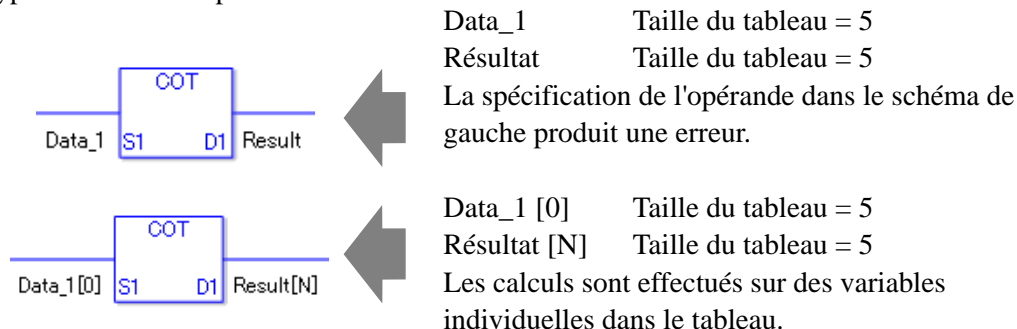 Data_1 Taille du tableau = 5
Résultat Taille du tableau = 5
La spécification de l'opérande dans le schéma de
gauche produit une erreur.
COT
Data_1 S1 D1 Result
Data_1 [0] Taille du tableau = 5
Résultat [N] Taille du tableau = 5
Les calculs sont effectués sur des variables
individuelles dans le tableau.
COT
Data_1[0] S1 D1 Result[N]